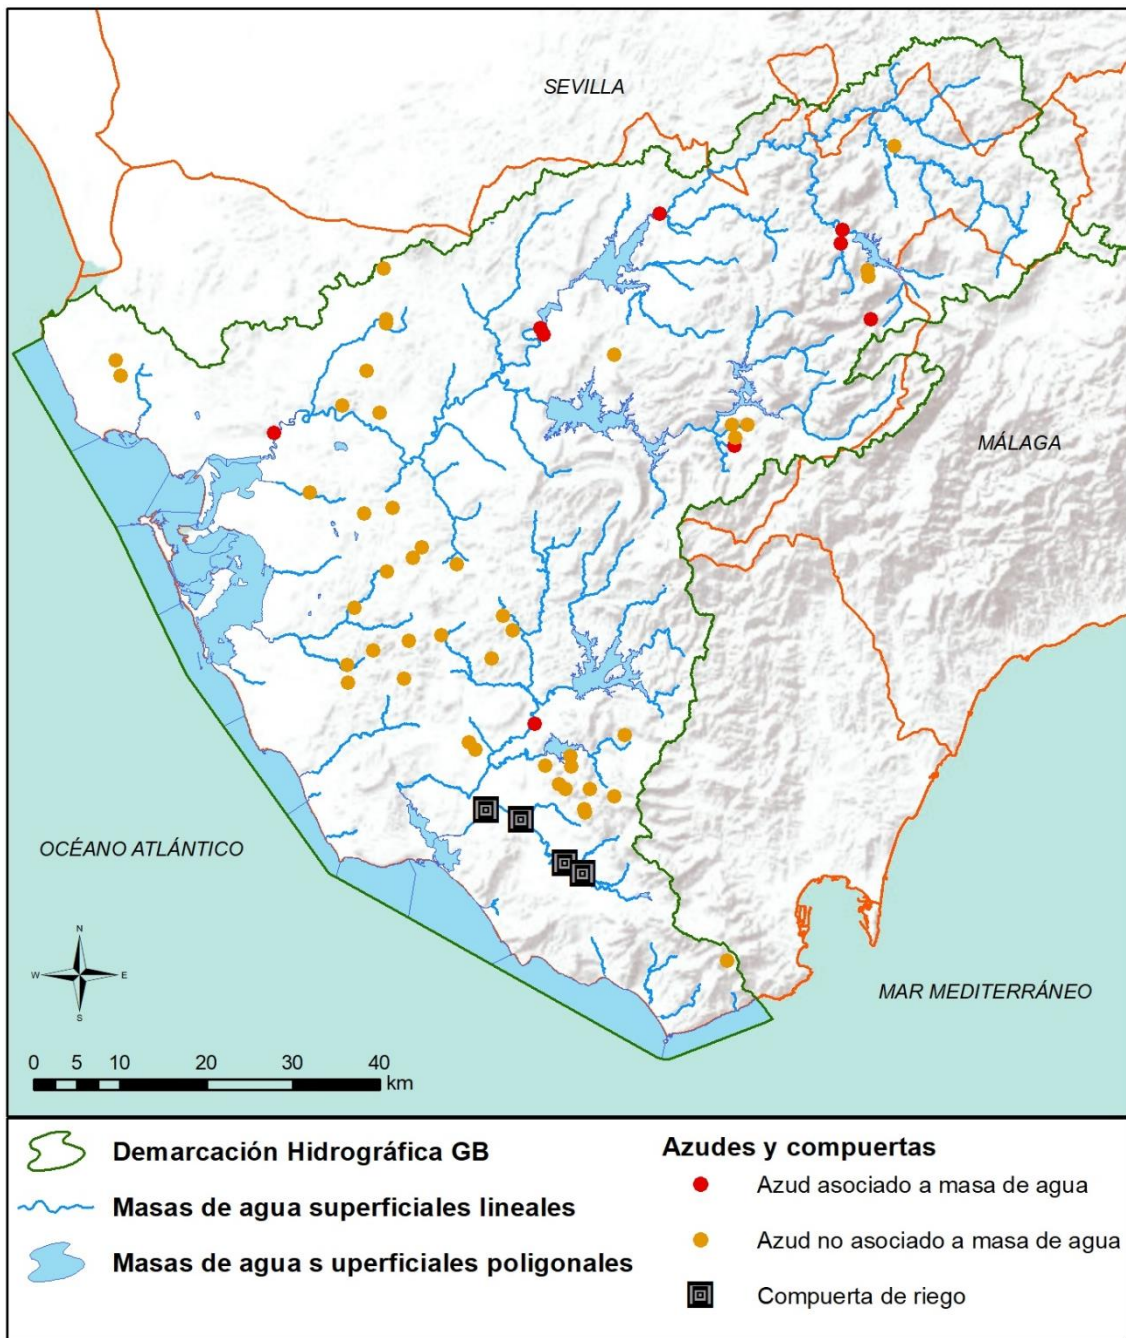 SEVILLA
MÁLAGA
OCÉANO ATLÁNTICO
MAR MEDITERRÁNEO
N
W E
S
0 5 10 20 30 40
km
Demarcación Hidrográfica GB
Masas de agua superficiales lineales
Masas de agua s uperficiales poligonales
Azudes y compuertas
Azud asociado a masa de agua
Azud no asociado a masa de agua
Compuerta de riego